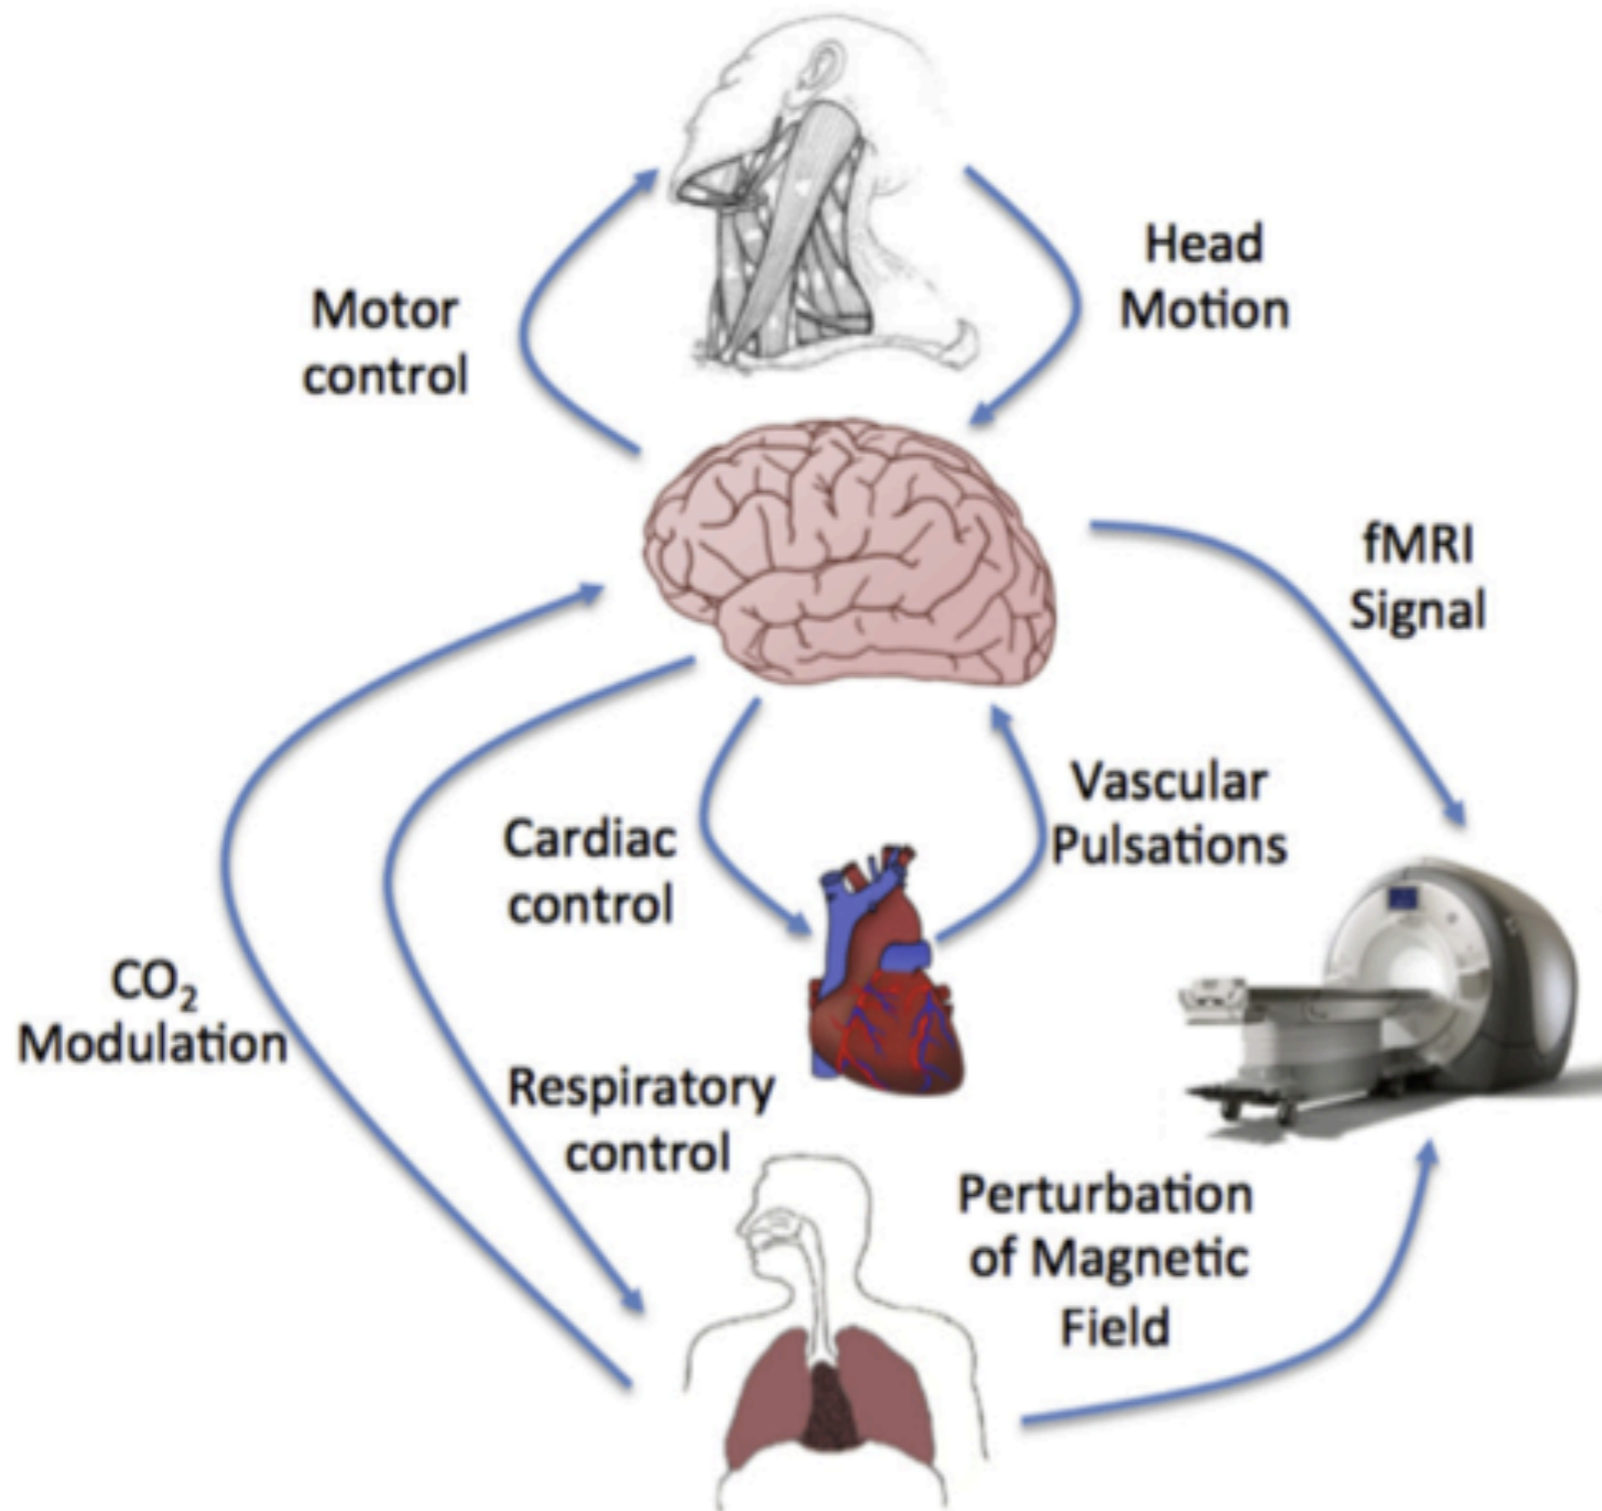 Head
Motion
Motor
control
fMRI
Signal
Vascular
Pulsations
Cardiac
control
CO₂
Modulation
Respiratory
control
Perturbation
of Magnetic
Field